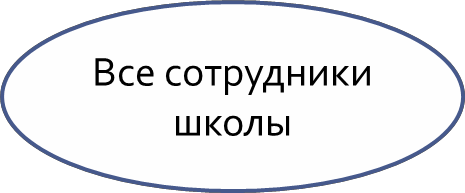 Все сотрудники
школы